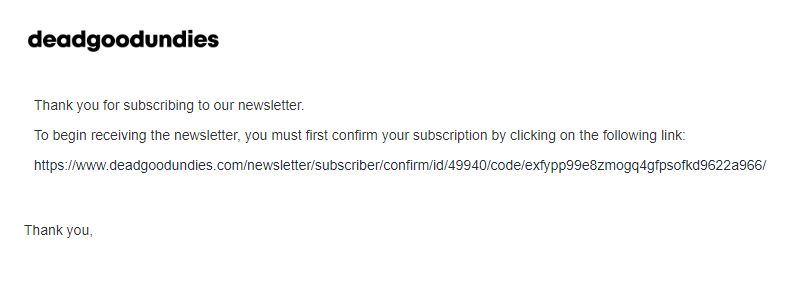 deadgoodundies
Thank you for subscribing to our newsletter.
To begin receiving the newsletter, you must first confirm your subscription by clicking on the following link:
https://www.deadgoodundies.com/newsletter/subscriber/confirm/id/49940/code/exfypp99e8zmogq4gfpsofkd9622a966/
Thank you,